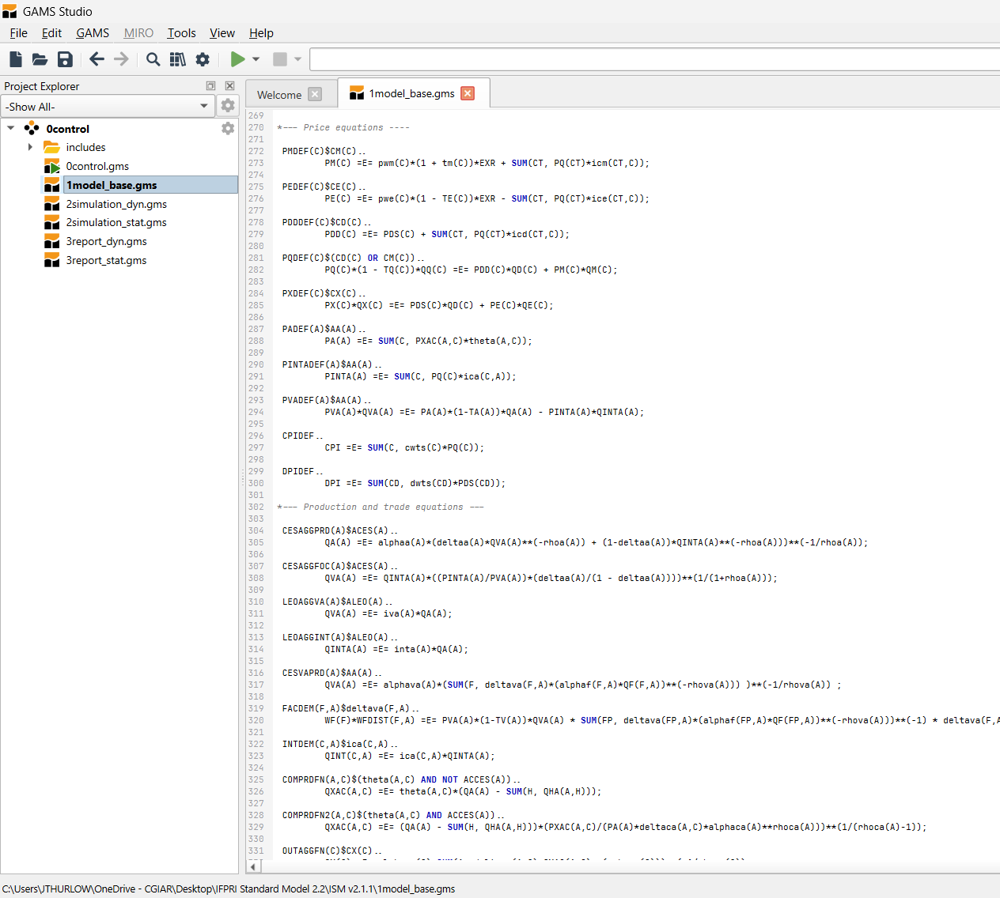 GAMS Studio
File Edit GAMS MIRO Tools View Help
Project Explorer
-Show All-
0control
includes
0control.gms
1model_base.gms
2simulation_dyn.gms
2simulation_stat.gms
3report_dyn.gms
3report_stat.gms
Welcome 1model_base.gms
269
270 *--- Price equations ----
271
272 PMDEF(C)$CM(C)..
273 PM(C) =E= pwm(C)*(1 + tm(C))*EXR + SUM(CT, PQ(CT)*icm(CT,C));
274
275 PEDEF(C)$CE(C)..
276 PE(C) =E= pwe(C)*(1 - TE(C))*EXR - SUM(CT, PQ(CT)*ice(CT,C));
277
278 PDDDEF(C)$CD(C)..
279 PDD(C) =E= PDS(C) + SUM(CT, PQ(CT)*icd(CT,C));
280
281 PQDEF(C)$(CD(C) OR CM(C))..
282 PQ(C)*(1 - TQ(C))*QQ(C) =E= PDD(C)*QD(C) + PM(C)*QM(C);
283
284 PXDEF(C)$CX(C)..
285 PX(C)*QX(C) =E= PDS(C)*QD(C) + PE(C)*QE(C);
286
287 PADEF(A)$AA(A)..
288 PA(A) =E= SUM(C, PXAC(A,C)*theta(A,C));
289
290 PINTADEF(A)$AA(A)..
291 PINTA(A) =E= SUM(C, PQ(C)*ica(C,A));
292
293 PVADEF(A)$AA(A)..
294 PVA(A)*QVA(A) =E= PA(A)*(1-TA(A))*QA(A) - PINTA(A)*QINTA(A);
295
296 CPIDEF..
297 CPI =E= SUM(C, cwts(C)*PQ(C));
298
299 DPIDEF..
300 DPI =E= SUM(CD, dwts(CD)*PDS(CD));
301
302 *--- Production and trade equations ---
303
304 CESAGGPRD(A)$ACES(A)..
305 QA(A) =E= alphaa(A)*(deltaa(A)*QVA(A)**(-rhoa(A)) + (1-deltaa(A))*QINTA(A)**(-rhoa(A)))**(-1/rhoa(A));
306
307 CESAGGFOC(A)$ACES(A)..
308 QVA(A) =E= QINTA(A)*((PINTA(A)/PVA(A))*(deltaa(A)/(1 - deltaa(A))))**(1/(1+rhoa(A)));
309
310 LEOAGGVA(A)$ALEO(A)..
311 QVA(A) =E= iva(A)*QA(A);
312
313 LEOAGGINT(A)$ALEO(A)..
314 QINTA(A) =E= inta(A)*QA(A);
315
316 CESVAPRD(A)$AA(A)..
317 QVA(A) =E= alphava(A)*(SUM(F, deltava(F,A)*(alphaf(F,A)*QF(F,A))**(-rhova(A))) )**(-1/rhova(A)) ;
318
319 FACDEM(F,A)$deltava(F,A)..
320 WF(F)*WFDIST(F,A) =E= PVA(A)*(1-TV(A))*QVA(A) * SUM(FP, deltava(FP,A)*(alphaf(FP,A)*QF(FP,A))**(-rhova(A)))**(-1) * deltava(F,A
321
322 INTDEM(C,A)$ica(C,A)..
323 QINT(C,A) =E= ica(C,A)*QINTA(A);
324
325 COMPRDFN(A,C)$(theta(A,C) AND NOT ACCES(A))..
326 QXAC(A,C) =E= theta(A,C)*(QA(A) - SUM(H, QHA(A,H)));
327
328 COMPRDFN2(A,C)$(theta(A,C) AND ACCES(A))..
329 QXAC(A,C) =E= (QA(A) - SUM(H, QHA(A,H)))*(PXAC(A,C)/(PA(A)*deltaca(A,C)*alphaca(A)**rhoca(A)))**(1/(rhoca(A)-1));
330
331 OUTAGGFN(C)$CX(C)..
C:\Users\JTHURLOW\OneDrive - CGIAR\Desktop\IFPRI Standard Model 2.2\ISM v2.1.1\1model_base.gms